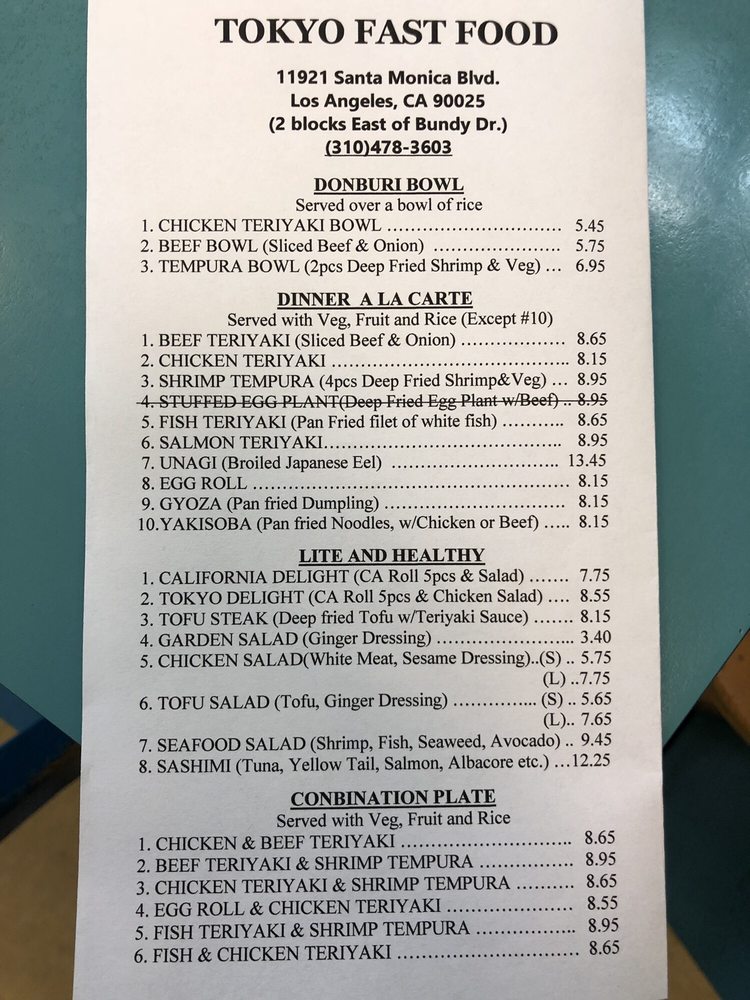 TOKYO FAST FOOD
11921 Santa Monica Blvd.
Los Angeles, CA 90025
(2 blocks East of Bundy Dr.)
(310)478-3603
DONBURI BOWL
Served over a bowl of rice
1. CHICKEN TERIYAKI BOWL ............................ 5.45
2. BEEF BOWL (Sliced Beef & Onion) ..................... 5.75
3. TEMPURA BOWL (2pcs Deep Fried Shrimp & Veg) ... 6.95
DINNER A LA CARTE
Served with Veg, Fruit and Rice (Except #10)
1. BEEF TERIYAKI (Sliced Beef & Onion) .................. 8.65
2. CHICKEN TERIYAKI ...................................... 8.15
3. SHRIMP TEMPURA (4pcs Deep Fried Shrimp&Veg) ... 8.95
4. STUFFED EGG PLANT(Deep Fried Egg Plant w/Beef) .. 8.95
5. FISH TERIYAKI (Pan Fried filet of white fish) ........... 8.65
6. SALMON TERIYAKI....................................... 8.95
7. UNAGI (Broiled Japanese Eel) ............................ 13.45
8. EGG ROLL .................................................... 8.15
9. GYOZA (Pan fried Dumpling) .............................. 8.15
10.YAKISOBA (Pan fried Noodles, w/Chicken or Beef) ..... 8.15
LITE AND HEALTHY
1. CALIFORNIA DELIGHT (CA Roll 5pcs & Salad) ....... 7.75
2. TOKYO DELIGHT (CA Roll 5pcs & Chicken Salad) .... 8.55
3. TOFU STEAK (Deep fried Tofu w/Teriyaki Sauce) ....... 8.15
4. GARDEN SALAD (Ginger Dressing) ....................... 3.40
5. CHICKEN SALAD(White Meat, Sesame Dressing)..(S) .. 5.75
(L) ..7.75
6. TOFU SALAD (Tofu, Ginger Dressing) ............... (S) .. 5.65
(L).. 7.65
7. SEAFOOD SALAD (Shrimp, Fish, Seaweed, Avocado) .. 9.45
8. SASHIMI (Tuna, Yellow Tail, Salmon, Albacore etc.) ...12.25
CONBINATION PLATE
Served with Veg, Fruit and Rice
1. CHICKEN & BEEF TERIYAKI ............................ 8.65
2. BEEF TERIYAKI & SHRIMP TEMPURA ................ 8.95
3. CHICKEN TERIYAKI & SHRIMP TEMPURA .......... 8.65
4. EGG ROLL & CHICKEN TERIYAKI ..................... 8.55
5. FISH TERIYAKI & SHRIMP TEMPURA ................. 8.95
6. FISH & CHICKEN TERIYAKI .............................. 8.65